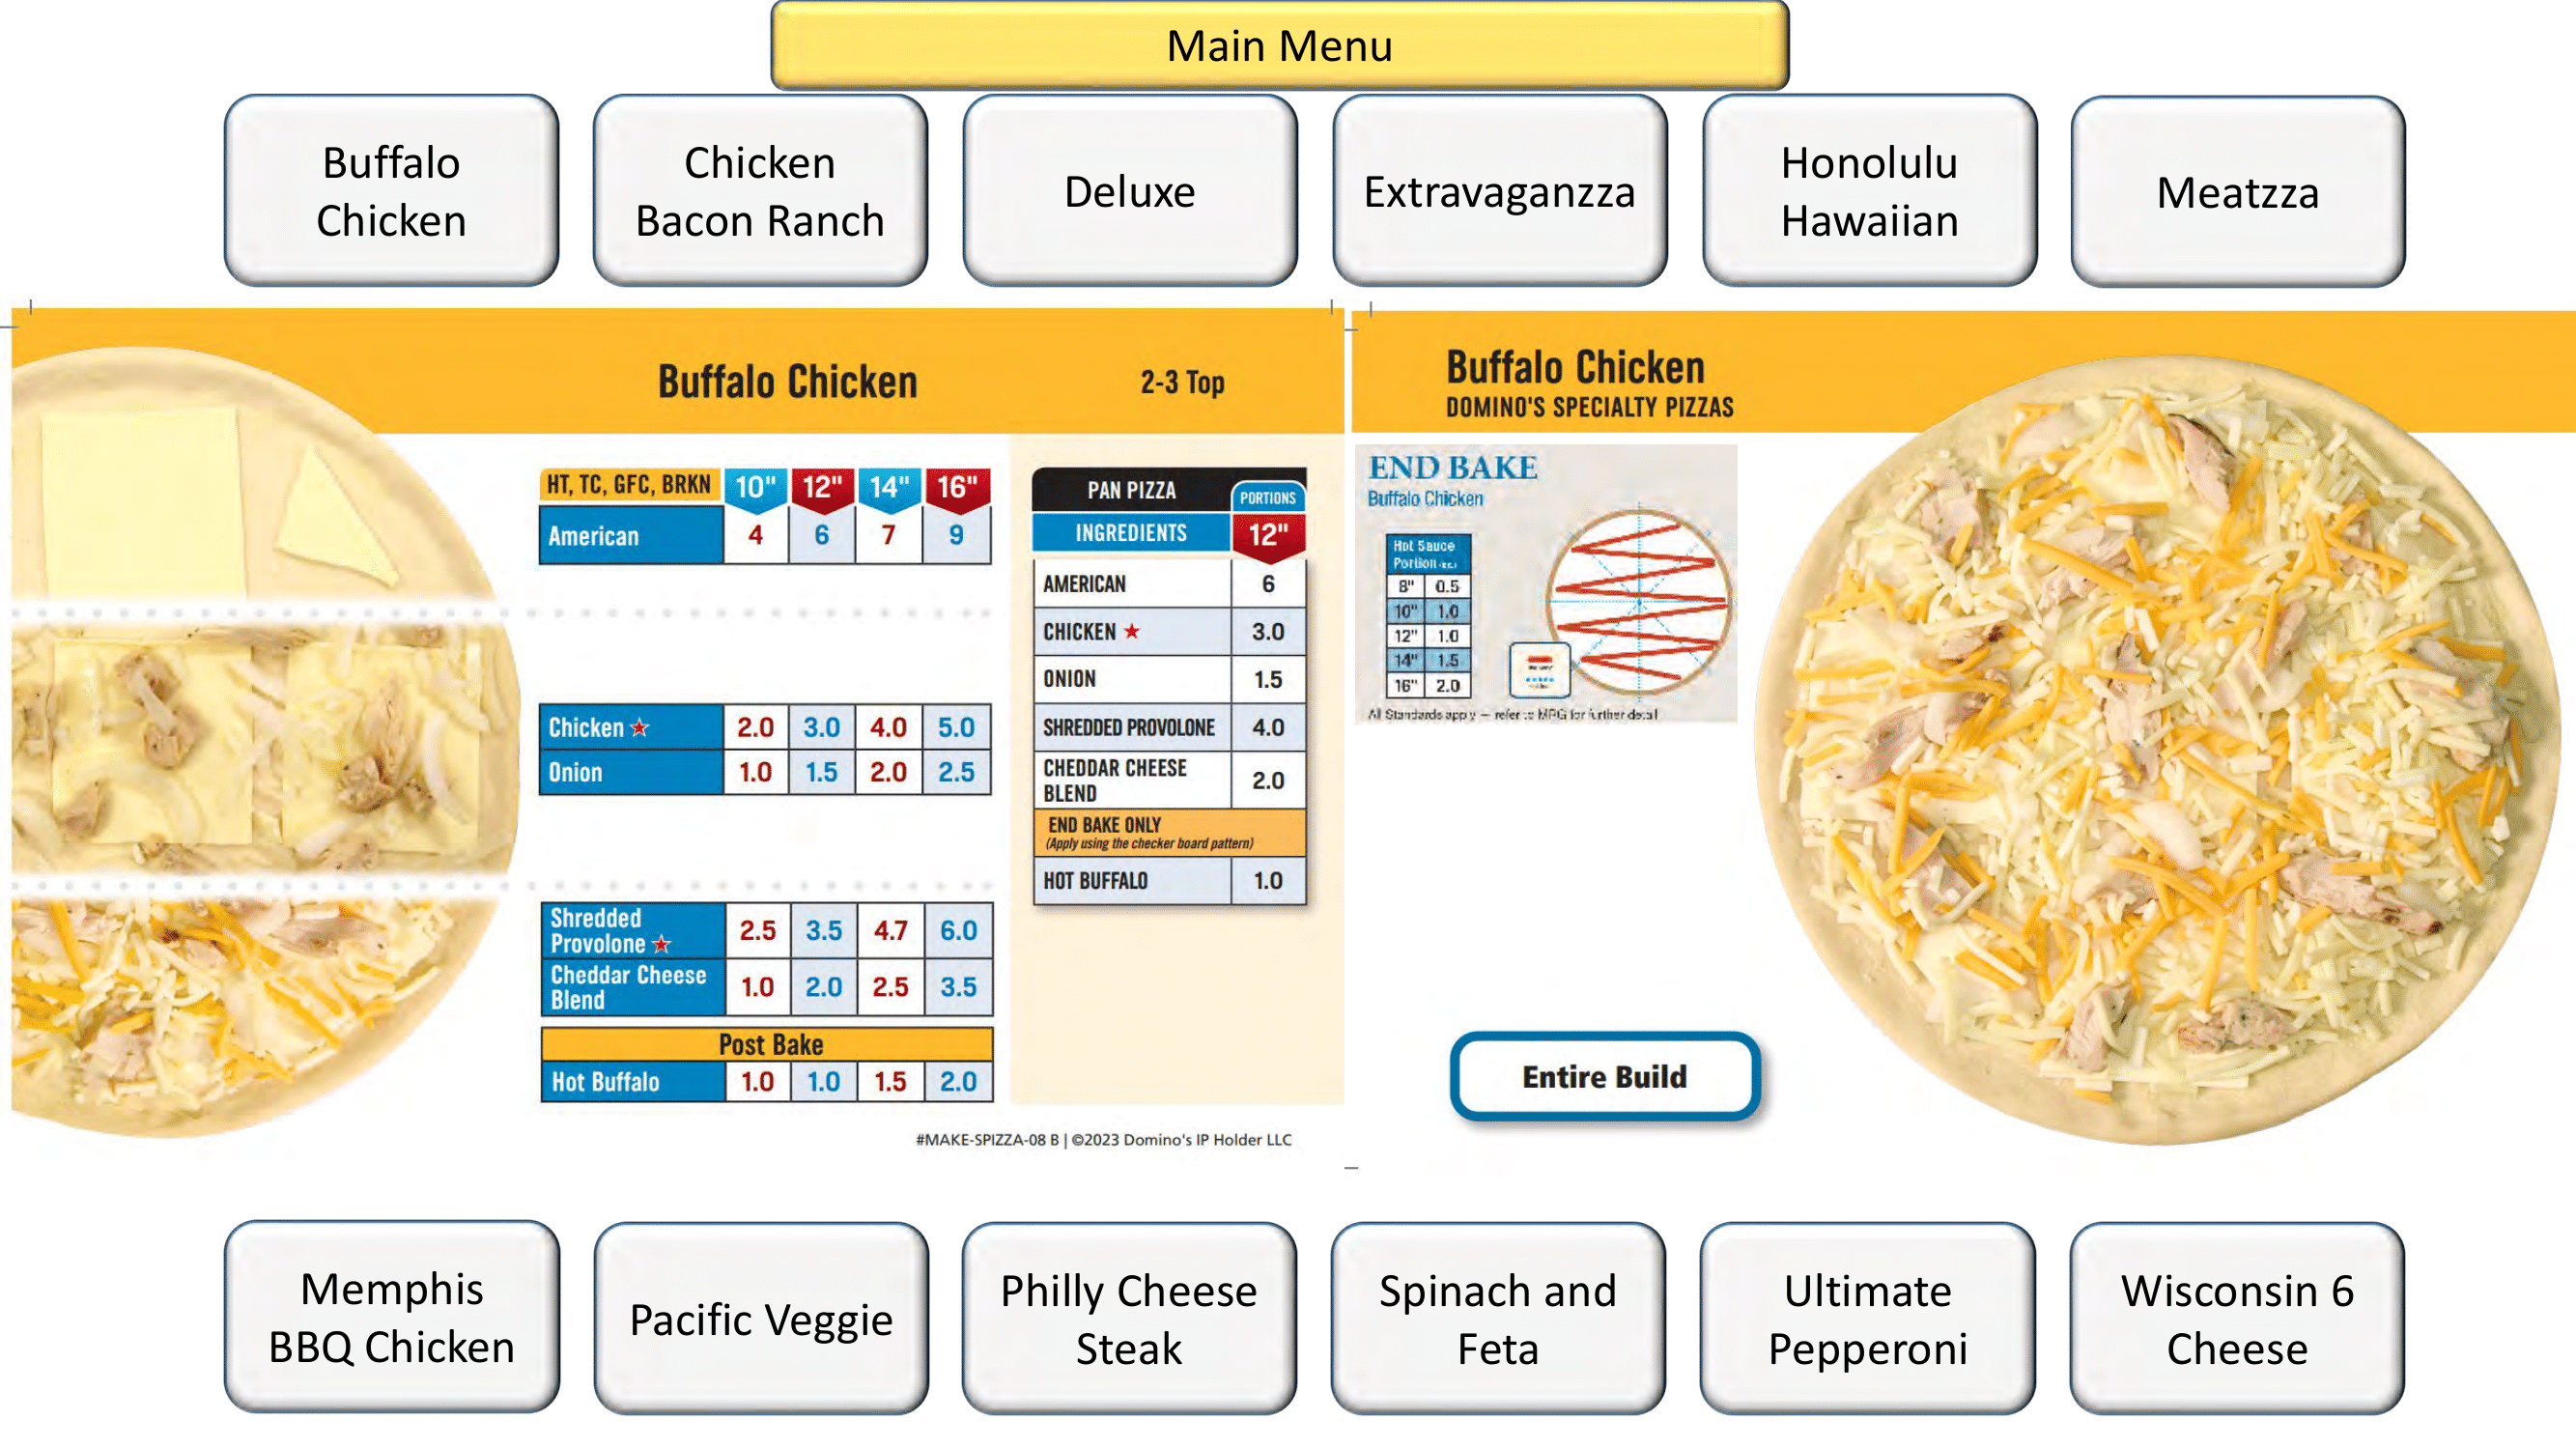 Main Menu
Buffalo
Chicken
Chicken
Bacon Ranch
Deluxe
Extravaganzza
Honolulu
Hawaiian
Meatzza
Buffalo Chicken
2-3 Top
HT, TC, GFC, BRKN 10" 12" 14" 16"
American 4 6 7 9
Chicken ★ 2.0 3.0 4.0 5.0
Onion 1.0 1.5 2.0 2.5
Shredded
Provolone ★ 2.5 3.5 4.7 6.0
Cheddar Cheese
Blend 1.0 2.0 2.5 3.5
Post Bake
Hot Buffalo 1.0 1.0 1.5 2.0
PAN PIZZA
PORTIONS
INGREDIENTS 12"
AMERICAN 6
CHICKEN ★ 3.0
ONION 1.5
SHREDDED PROVOLONE 4.0
CHEDDAR CHEESE
BLEND 2.0
END BAKE ONLY
(Apply using the checker board pattern)
HOT BUFFALO 1.0
#MAKE-SPIZZA-08 B | ©2023 Domino's IP Holder LLC
Buffalo Chicken
DOMINO'S SPECIALTY PIZZAS
END BAKE
Buffalo Chicken
Hot Sauce
Portion
8" 0.5
10" 1.0
12" 1.0
14" 1.5
16" 2.0
All Standards apply — refer to MPG for further detail
Entire Build
Memphis
BBQ Chicken
Pacific Veggie
Philly Cheese
Steak
Spinach and
Feta
Ultimate
Pepperoni
Wisconsin 6
Cheese